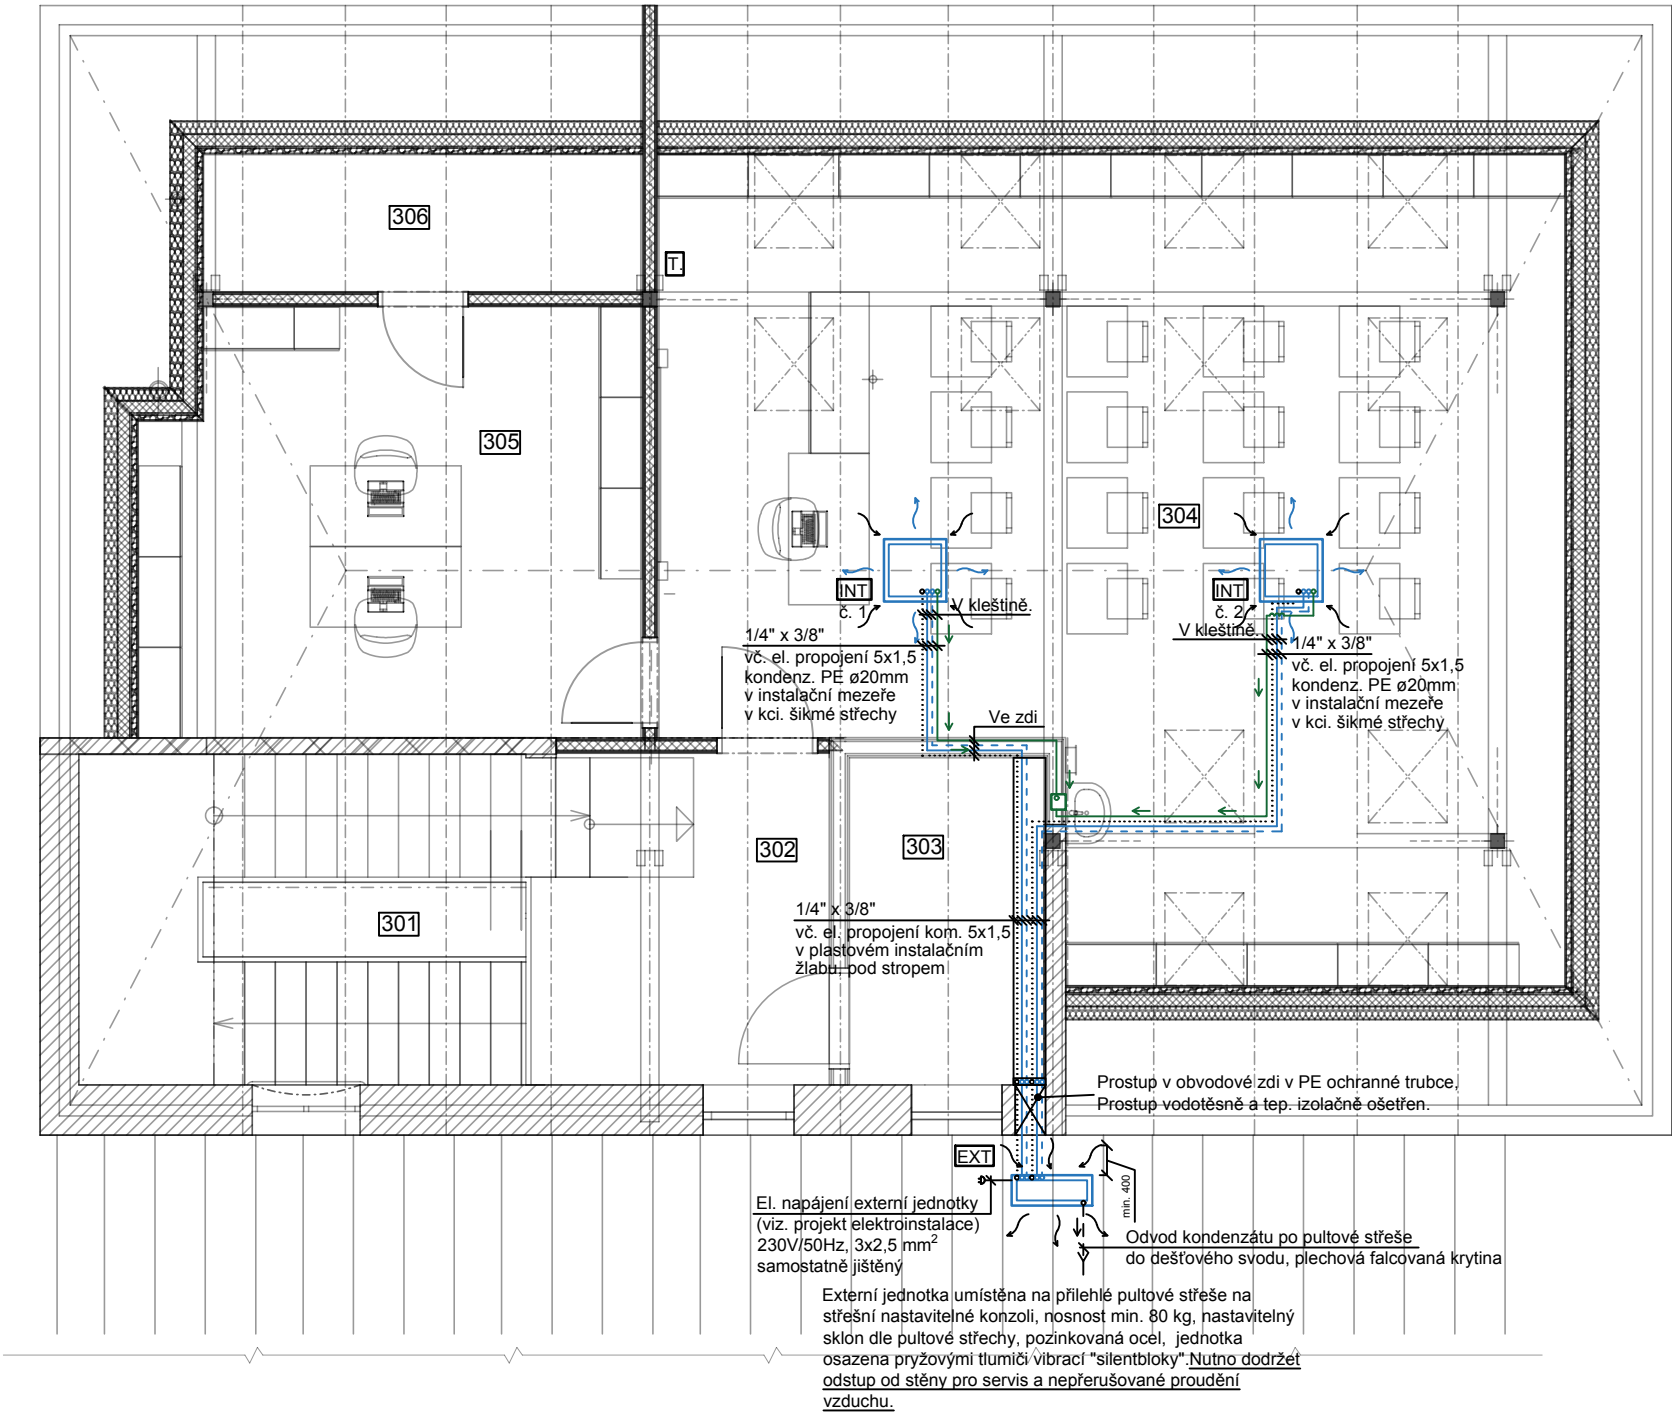 306
T.
305
304
INT
č. 1
INT
č. 2
V kleštině.
V kleštině.
1/4" x 3/8"
vč. el. propojení 5x1,5
kondenz. PE ø20mm
v instalační mezeře
v kci. šikmé střechy
1/4" x 3/8"
vč. el. propojení 5x1,5
kondenz. PE ø20mm
v instalační mezeře
v kci. šikmé střechy
Ve zdi
302
303
301
1/4" x 3/8"
vč. el. propojení kom. 5x1,5
v plastovém instalačním
žlabu pod stropem
Prostup v obvodové zdi v PE ochranné trubce,
Prostup vodotěsně a tep. izolačně ošetřen.
EXT
min. 400
El. napájení externí jednotky
(viz. projekt elektroinstalace)
230V/50Hz, 3x2,5 mm²
samostatně jištěný
Odvod kondenzátu po pultové střeše
do dešťového svodu, plechová falcovaná krytina
Externí jednotka umístěna na přilehlé pultové střeše na
střešní nastavitelné konzoli, nosnost min. 80 kg, nastavitelný
sklon dle pultové střechy, pozinkovaná ocel, jednotka
osazena pryžovými tlumiči vibrací "silentbloky".Nutno dodržet
odstup od stěny pro servis a nepřerušované proudění
vzduchu.